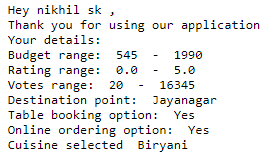 Hey nikhil sk ,
Thank you for using our application
Your details:
Budget range:  545  -  1990
Rating range:  0.0  -  5.0
Votes range:  20  -  16345
Destination point:  Jayanagar
Table booking option:  Yes
Online ordering option:  Yes
Cuisine selected  Biryani